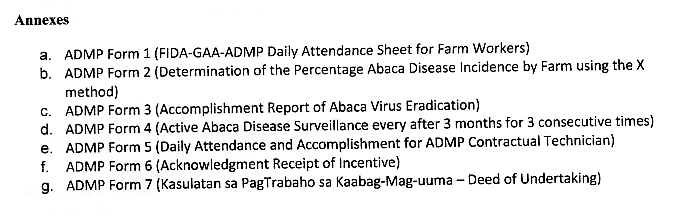 Annexes
a. ADMP Form 1 (FIDA-GAA-ADMP Daily Attendance Sheet for Farm Workers)
b. ADMP Form 2 (Determination of the Percentage Abaca Disease Incidence by Farm using the X
method)
c. ADMP Form 3 (Accomplishment Report of Abaca Virus Eradication)
d. ADMP Form 4 (Active Abaca Disease Surveillance every after 3 months for 3 consecutive times)
e. ADMP Form 5 (Daily Attendance and Accomplishment for ADMP Contractual Technician)
f. ADMP Form 6 (Acknowledgment Receipt of Incentive)
g. ADMP Form 7 (Kasulatan sa PagTrabaho sa Kaabag-Mag-uuma – Deed of Undertaking)